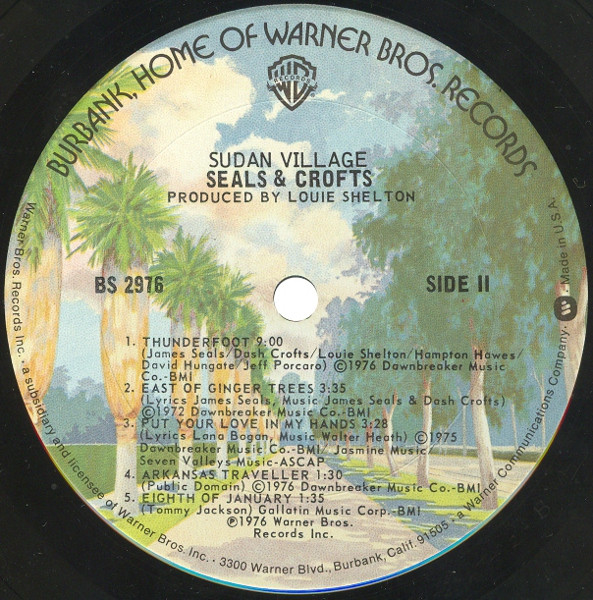 BURBANK, HOME OF WARNER BROS. RECORDS
WB
RECORDS
®
SUDAN VILLAGE
SEALS & CROFTS
PRODUCED BY LOUIE SHELTON
BS 2976
SIDE II
1. THUNDERFOOT 9:00
(James Seals/Dash Crofts/Louie Shelton/Hampton Hawes/
David Hungate/Jeff Porcaro) ©1976 Dawnbreaker Music
Co.-BMI
2. EAST OF GINGER TREES 3:35
(Lyrics James Seals, Music James Seals & Dash Crofts)
©1972 Dawnbreaker Music Co.-BMI
3. PUT YOUR LOVE IN MY HANDS 3:28
(Lyrics Lana Bogan, Music Walter Heath) ©1975
Dawnbreaker Music Co.-BMI/ Jasmine Music/
Seven Valleys Music-ASCAP
4. ARKANSAS TRAVELLER 1:30
(Public Domain) ©1976 Dawnbreaker Music Co.-BMI
5. EIGHTH OF JANUARY 1:35
(Tommy Jackson) Gallatin Music Corp.-BMI
℗1976 Warner Bros.
Records Inc.
Warner Bros. Records Inc. • a subsidiary and licensee of Warner Bros. Inc. • 3300 Warner Blvd., Burbank, Calif. 91505 • a Warner Communications Company. • Made in U.S.A.